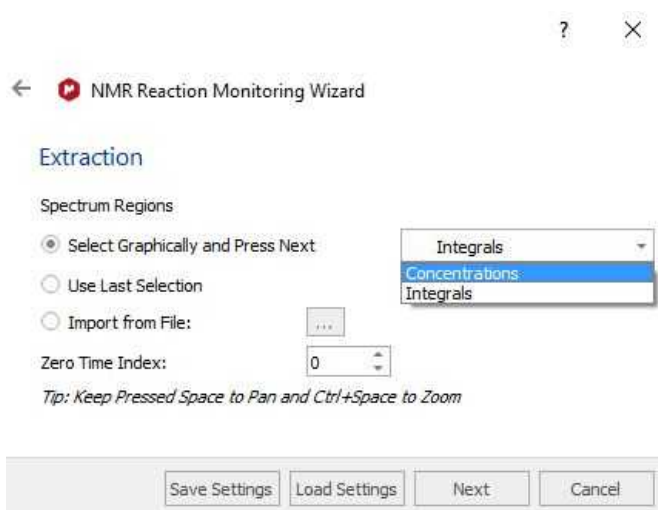 ?
NMR Reaction Monitoring Wizard
Extraction
Spectrum Regions
Select Graphically and Press Next
Integrals
Concentrations
Integrals
Use Last Selection
Import from File:
...
Zero Time Index:
0
Tip: Keep Pressed Space to Pan and Ctrl+Space to Zoom
Save Settings
Load Settings
Next
Cancel